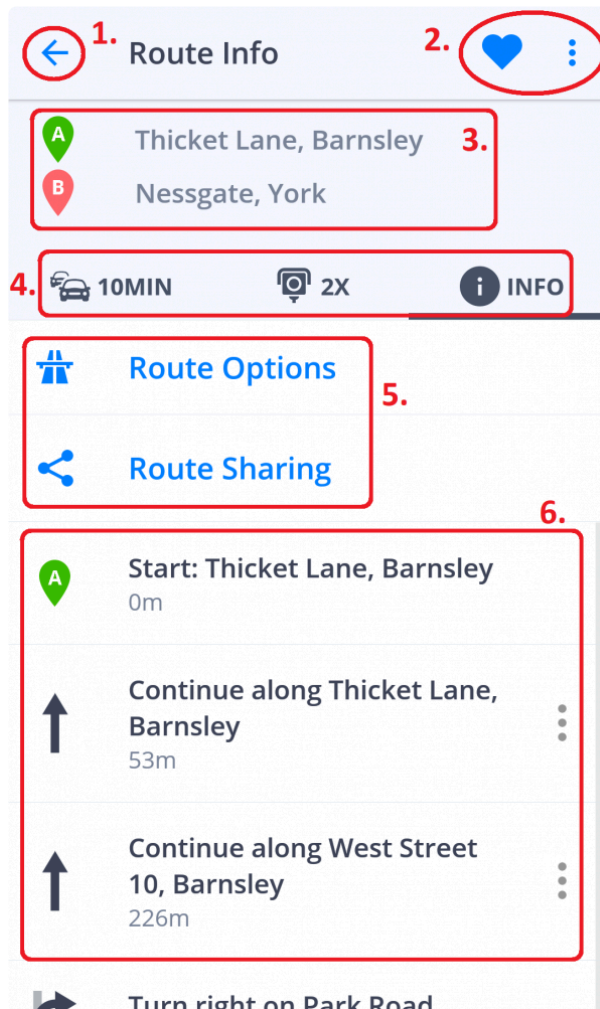 1.
Route Info
2.
A
Thicket Lane, Barnsley
3.
B
Nessgate, York
4.
10MIN
2X
i INFO
Route Options
5.
Route Sharing
6.
A
Start: Thicket Lane, Barnsley
0m
Continue along Thicket Lane,
Barnsley
53m
Continue along West Street
10, Barnsley
226m
Turn right on Park Road